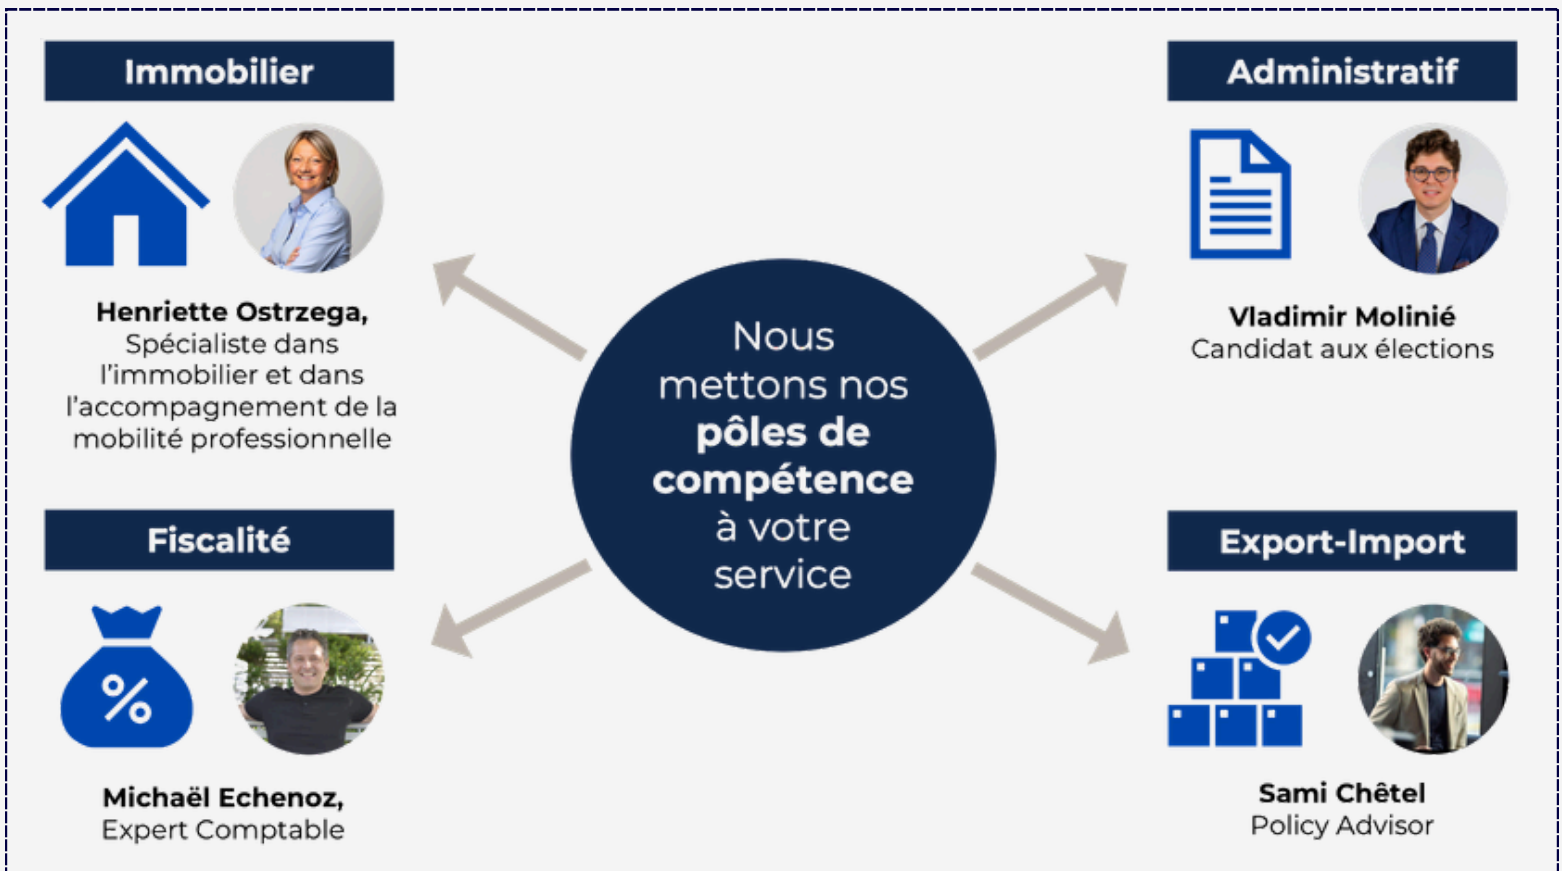 Immobilier
Henriette Ostrzega,
Spécialiste dans
l'immobilier et dans
l'accompagnement de la
mobilité professionnelle
Administratif
Vladimir Molinié
Candidat aux élections
Nous
mettons nos
pôles de
compétence
à votre
service
Fiscalité
%
Michaël Echenoz,
Expert Comptable
Export-Import
Sami Chêtel
Policy Advisor